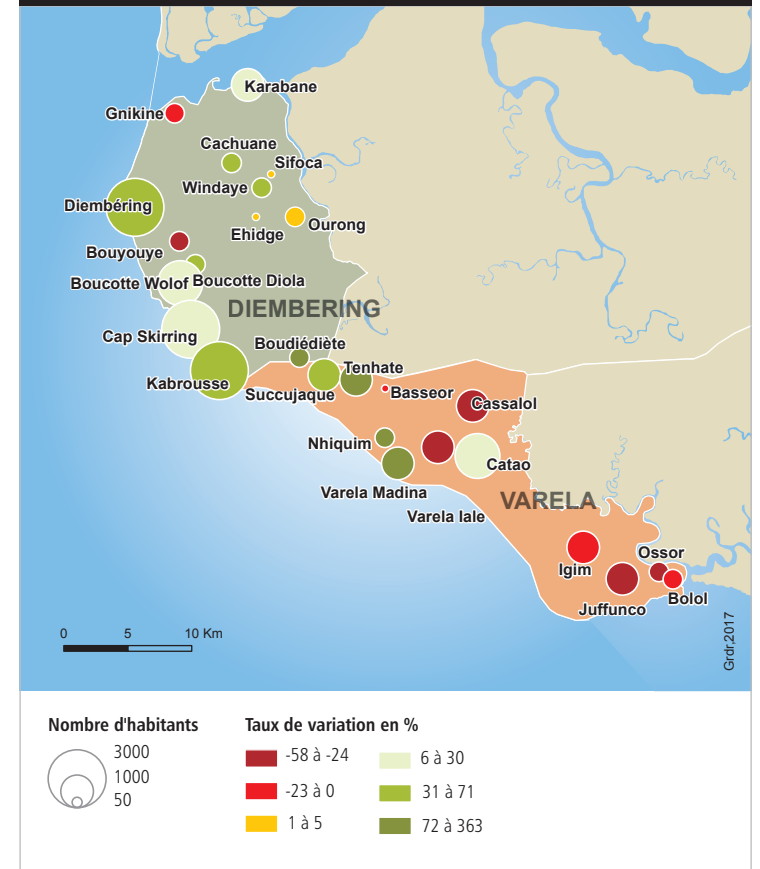 Karabane
Gnikine
Cachuane
Sifoca
Windaye
Diembéring
Ourong
Ehidge
Bouyouye
Boucotte Wolof
Boucotte Diola
DIEMBERING
Cap Skirring
Boudiédiète
Tenhate
Kabrousse
Succujaque
Basseor
Cassalol
Nhiquim
Catao
Varela Madina
VARELA
Varela Iale
Ossor
Igim
Bolol
Juffunco
0 5 10 Km
Grdr,2017
Nombre d'habitants
3000
1000
50
Taux de variation en %
-58 à -24
-23 à 0
1 à 5
6 à 30
31 à 71
72 à 363